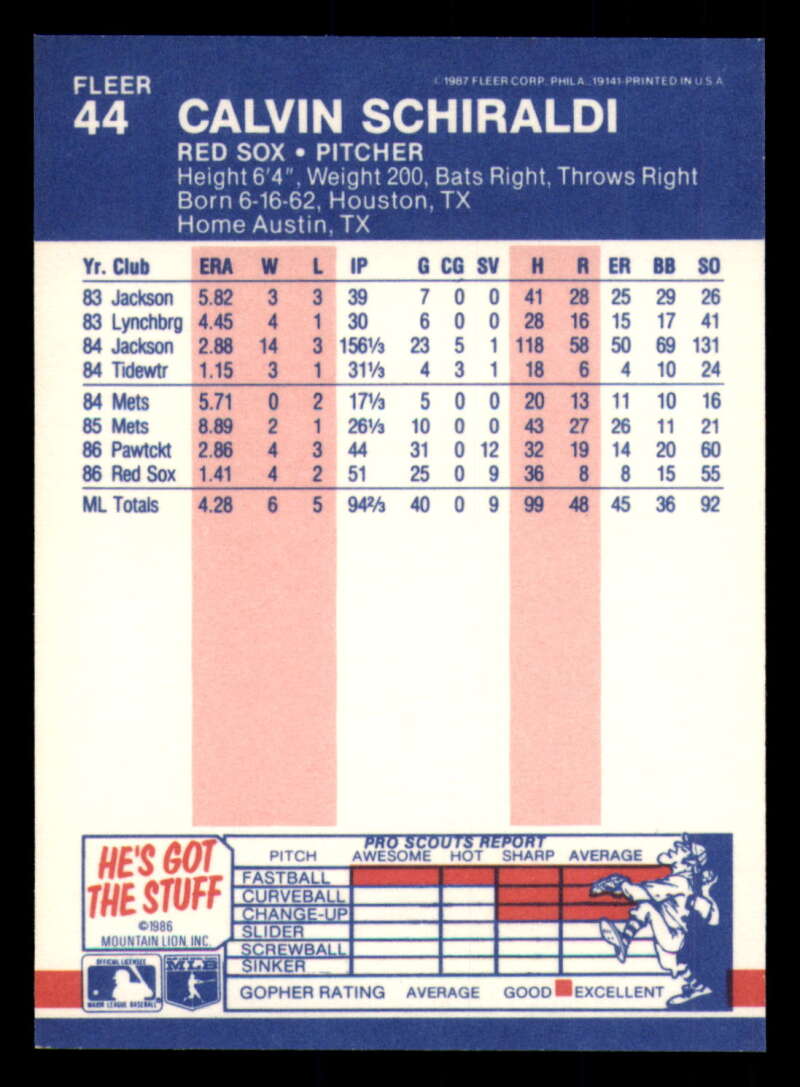 FLEER
44
© 1987 FLEER CORP. PHILA., 19141-PRINTED IN U.S.A.
CALVIN SCHIRALDI
RED SOX • PITCHER
Height 6'4", Weight 200, Bats Right, Throws Right
Born 6-16-62, Houston, TX
Home Austin, TX
Yr. Club ERA W L IP G CG SV H R ER BB SO
83 Jackson 5.82 3 3 39 7 0 0 41 28 25 29 26
83 Lynchbrg 4.45 4 1 30 6 0 0 28 16 15 17 41
84 Jackson 2.88 14 3 156⅓ 23 5 1 118 58 50 69 131
84 Tidewtr 1.15 3 1 31⅓ 4 3 1 18 6 4 10 24
84 Mets 5.71 0 2 17⅓ 5 0 0 20 13 11 10 16
85 Mets 8.89 2 1 26⅓ 10 0 0 43 27 26 11 21
86 Pawtckt 2.86 4 3 44 31 0 12 32 19 14 20 60
86 Red Sox 1.41 4 2 51 25 0 9 36 8 8 15 55
ML Totals 4.28 6 5 94⅔ 40 0 9 99 48 45 36 92
HE'S GOT
THE STUFF
©1986
MOUNTAIN LION, INC.
PRO SCOUTS REPORT
PITCH AWESOME HOT SHARP AVERAGE
FASTBALL
CURVEBALL
CHANGE-UP
SLIDER
SCREWBALL
SINKER
GOPHER RATING AVERAGE GOOD EXCELLENT
OFFICIAL LICENSEE
MAJOR LEAGUE BASEBALL
MLB